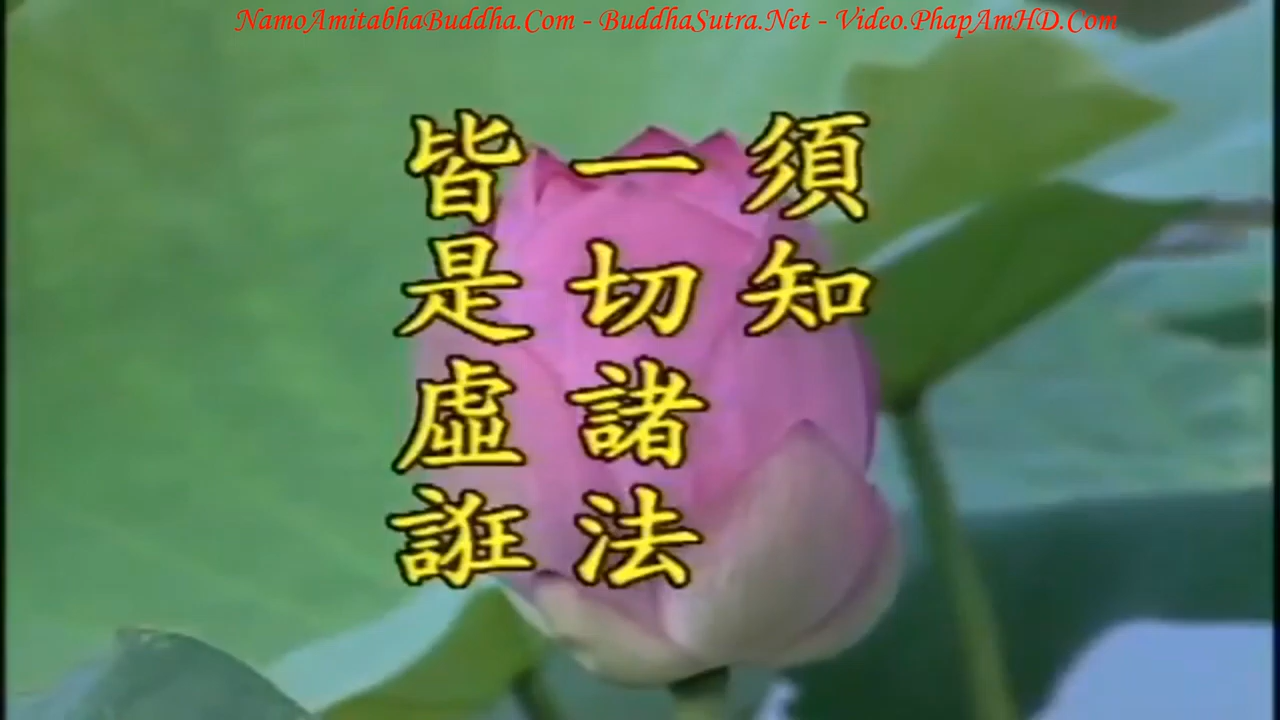 NamoAmitabhaBuddha.Com - BuddhaSutra.Net - Video.PhapAmHD.Com
須知
一切諸法
皆是虛誑